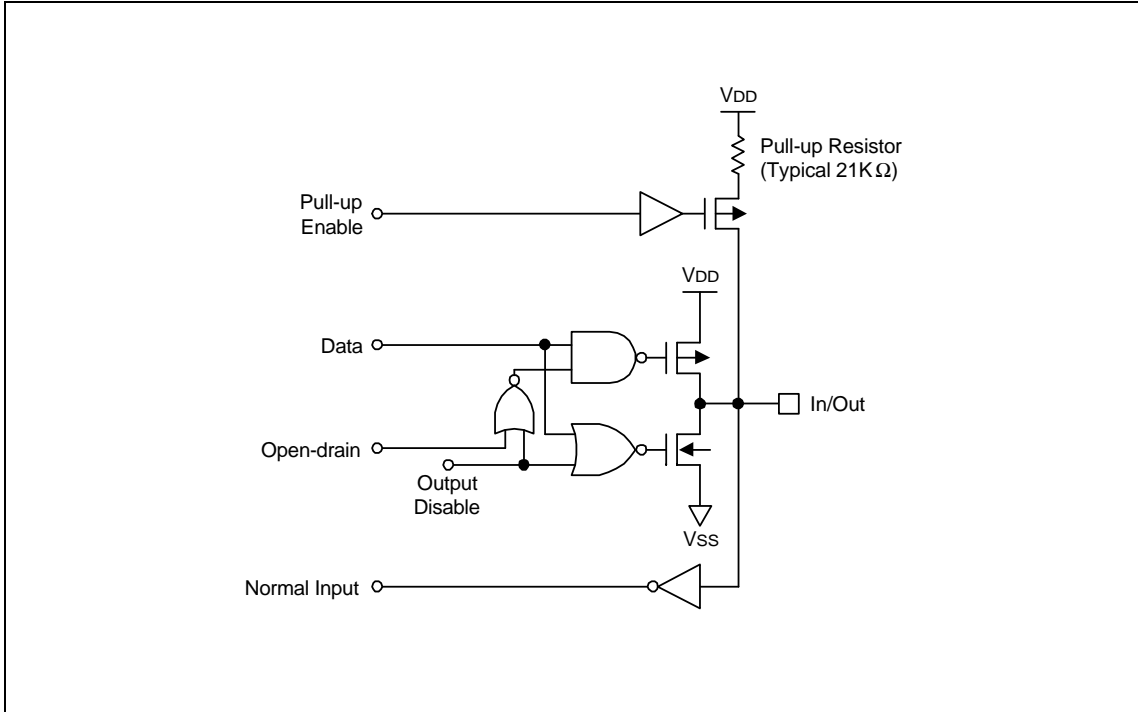 VDD
Pull-up Resistor
(Typical 21KΩ)
Pull-up
Enable
VDD
Data
In/Out
Open-drain
Output
Disable
VSS
Normal Input